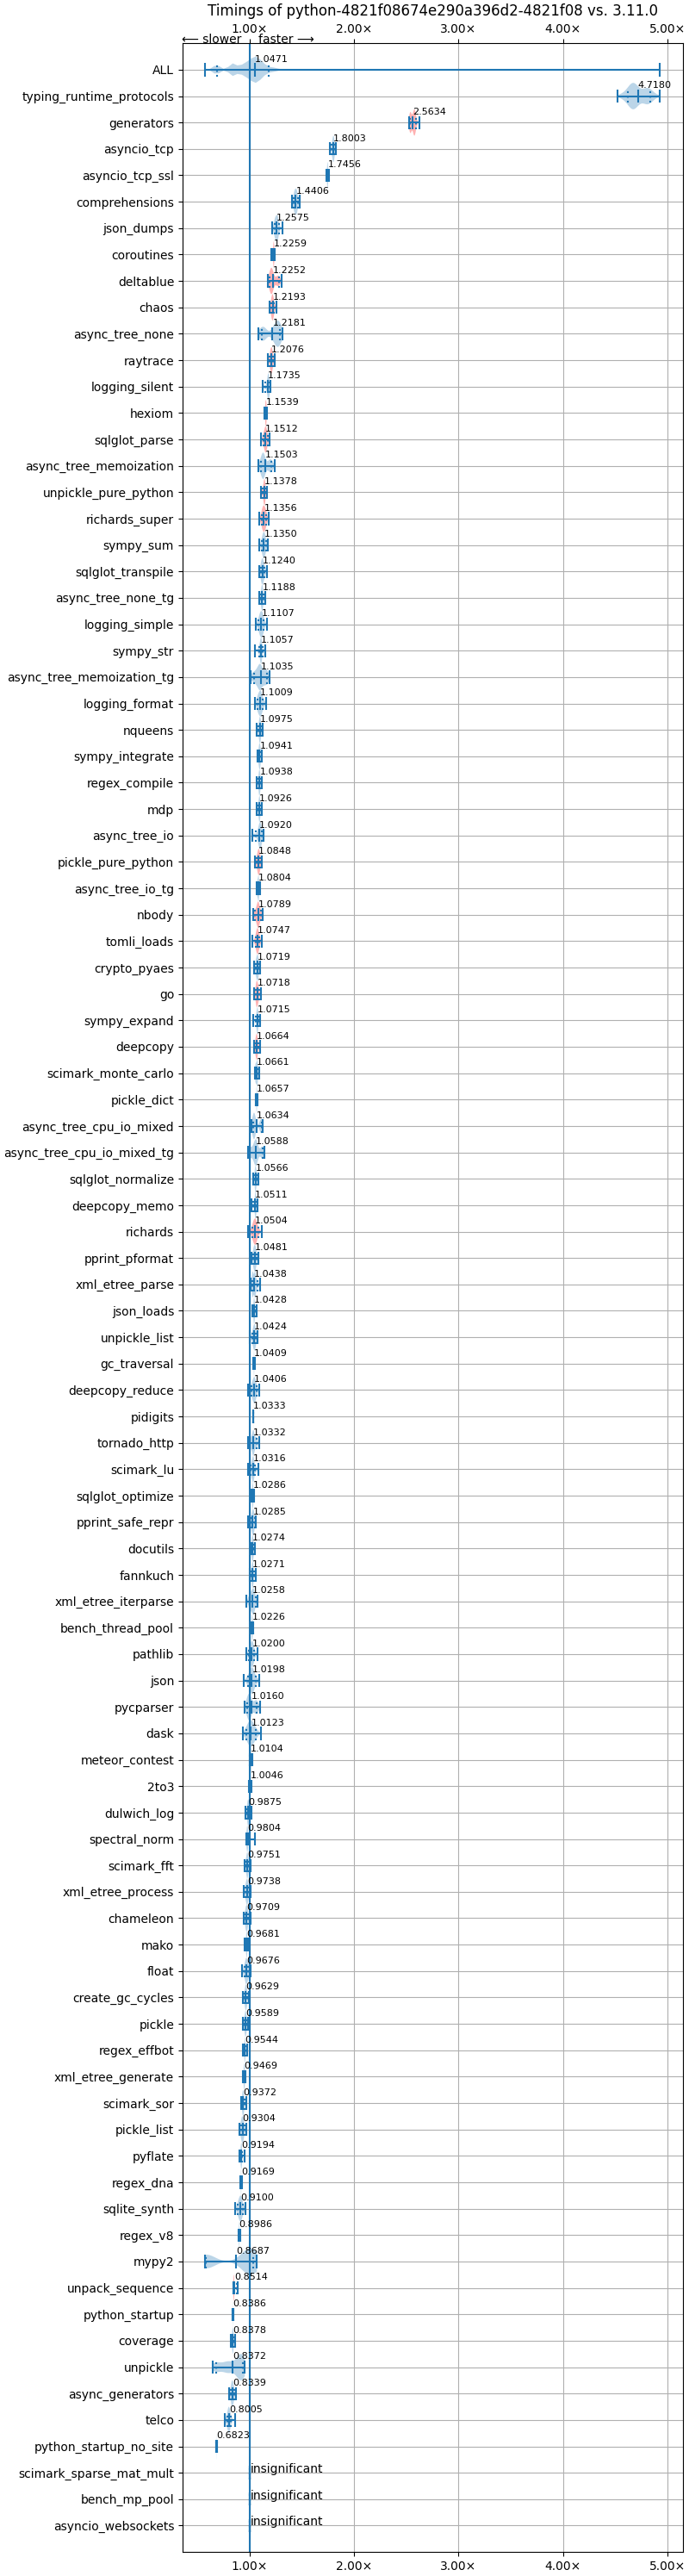 Timings of python-4821f08674e290a396d2-4821f08 vs. 3.11.0
1.00× 2.00× 3.00× 4.00× 5.00×
⟵ slower faster ⟶
ALL 1.0471
typing_runtime_protocols 4.7180
generators 2.5634
asyncio_tcp 1.8003
asyncio_tcp_ssl 1.7456
comprehensions 1.4406
json_dumps 1.2575
coroutines 1.2259
deltablue 1.2252
chaos 1.2193
async_tree_none 1.2181
raytrace 1.2076
logging_silent 1.1735
hexiom 1.1539
sqlglot_parse 1.1512
async_tree_memoization 1.1503
unpickle_pure_python 1.1378
richards_super 1.1356
sympy_sum 1.1350
sqlglot_transpile 1.1240
async_tree_none_tg 1.1188
logging_simple 1.1107
sympy_str 1.1057
async_tree_memoization_tg 1.1035
logging_format 1.1009
nqueens 1.0975
sympy_integrate 1.0941
regex_compile 1.0938
mdp 1.0926
async_tree_io 1.0920
pickle_pure_python 1.0848
async_tree_io_tg 1.0804
nbody 1.0789
tomli_loads 1.0747
crypto_pyaes 1.0719
go 1.0718
sympy_expand 1.0715
deepcopy 1.0664
scimark_monte_carlo 1.0661
pickle_dict 1.0657
async_tree_cpu_io_mixed 1.0634
async_tree_cpu_io_mixed_tg 1.0588
sqlglot_normalize 1.0566
deepcopy_memo 1.0511
richards 1.0504
pprint_pformat 1.0481
xml_etree_parse 1.0438
json_loads 1.0428
unpickle_list 1.0424
gc_traversal 1.0409
deepcopy_reduce 1.0406
pidigits 1.0333
tornado_http 1.0332
scimark_lu 1.0316
sqlglot_optimize 1.0286
pprint_safe_repr 1.0285
docutils 1.0274
fannkuch 1.0271
xml_etree_iterparse 1.0258
bench_thread_pool 1.0226
pathlib 1.0200
json 1.0198
pycparser 1.0160
dask 1.0123
meteor_contest 1.0104
2to3 1.0046
dulwich_log 0.9875
spectral_norm 0.9804
scimark_fft 0.9751
xml_etree_process 0.9738
chameleon 0.9709
mako 0.9681
float 0.9676
create_gc_cycles 0.9629
pickle 0.9589
regex_effbot 0.9544
xml_etree_generate 0.9469
scimark_sor 0.9372
pickle_list 0.9304
pyflate 0.9194
regex_dna 0.9169
sqlite_synth 0.9100
regex_v8 0.8986
mypy2 0.8687
unpack_sequence 0.8514
python_startup 0.8386
coverage 0.8378
unpickle 0.8372
async_generators 0.8339
telco 0.8005
python_startup_no_site 0.6823
scimark_sparse_mat_mult insignificant
bench_mp_pool insignificant
asyncio_websockets insignificant
1.00× 2.00× 3.00× 4.00× 5.00×